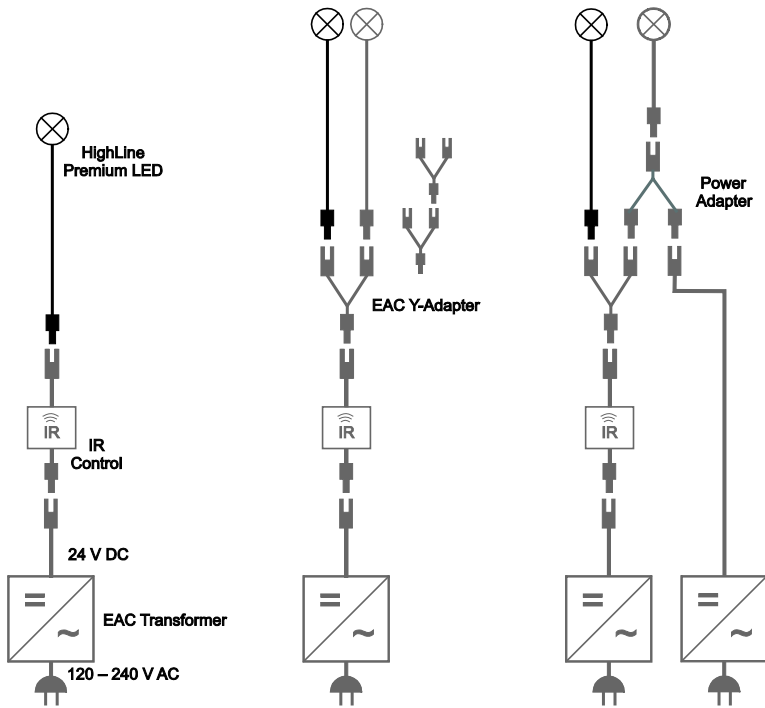 HighLine
Premium LED
Power
Adapter
EAC Y-Adapter
IR
IR
IR
IR
Control
24 V DC
EAC Transformer
120 – 240 V AC